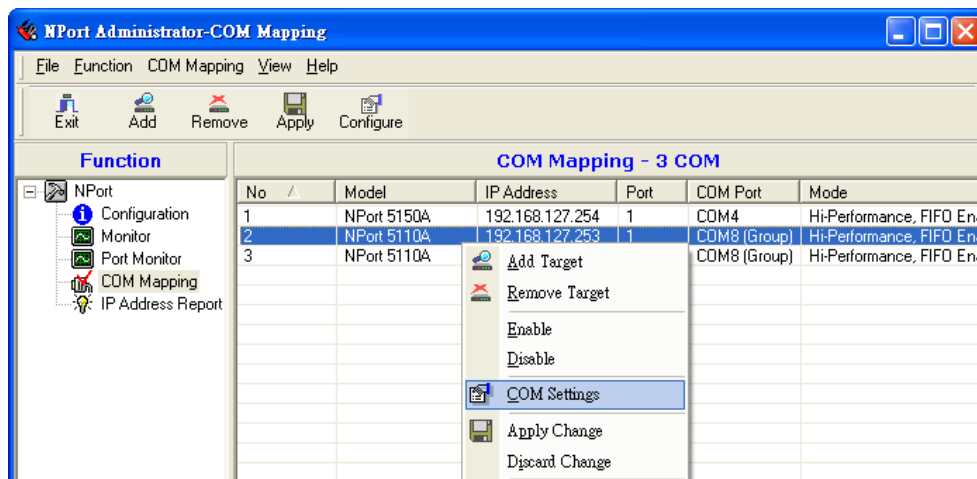 NPort Administrator-COM Mapping
File Function COM Mapping View Help
Exit Add Remove Apply Configure
Function
COM Mapping - 3 COM
NPort
Configuration
Monitor
Port Monitor
COM Mapping
IP Address Report
No Model IP Address Port COM Port Mode
1 NPort 5150A 192.168.127.254 1 COM4 Hi-Performance, FIFO En
2 NPort 5110A 192.168.127.253 1 COM8 (Group) Hi-Performance, FIFO En
3 NPort 5110A COM8 (Group) Hi-Performance, FIFO En
Add Target
Remove Target
Enable
Disable
COM Settings
Apply Change
Discard Change